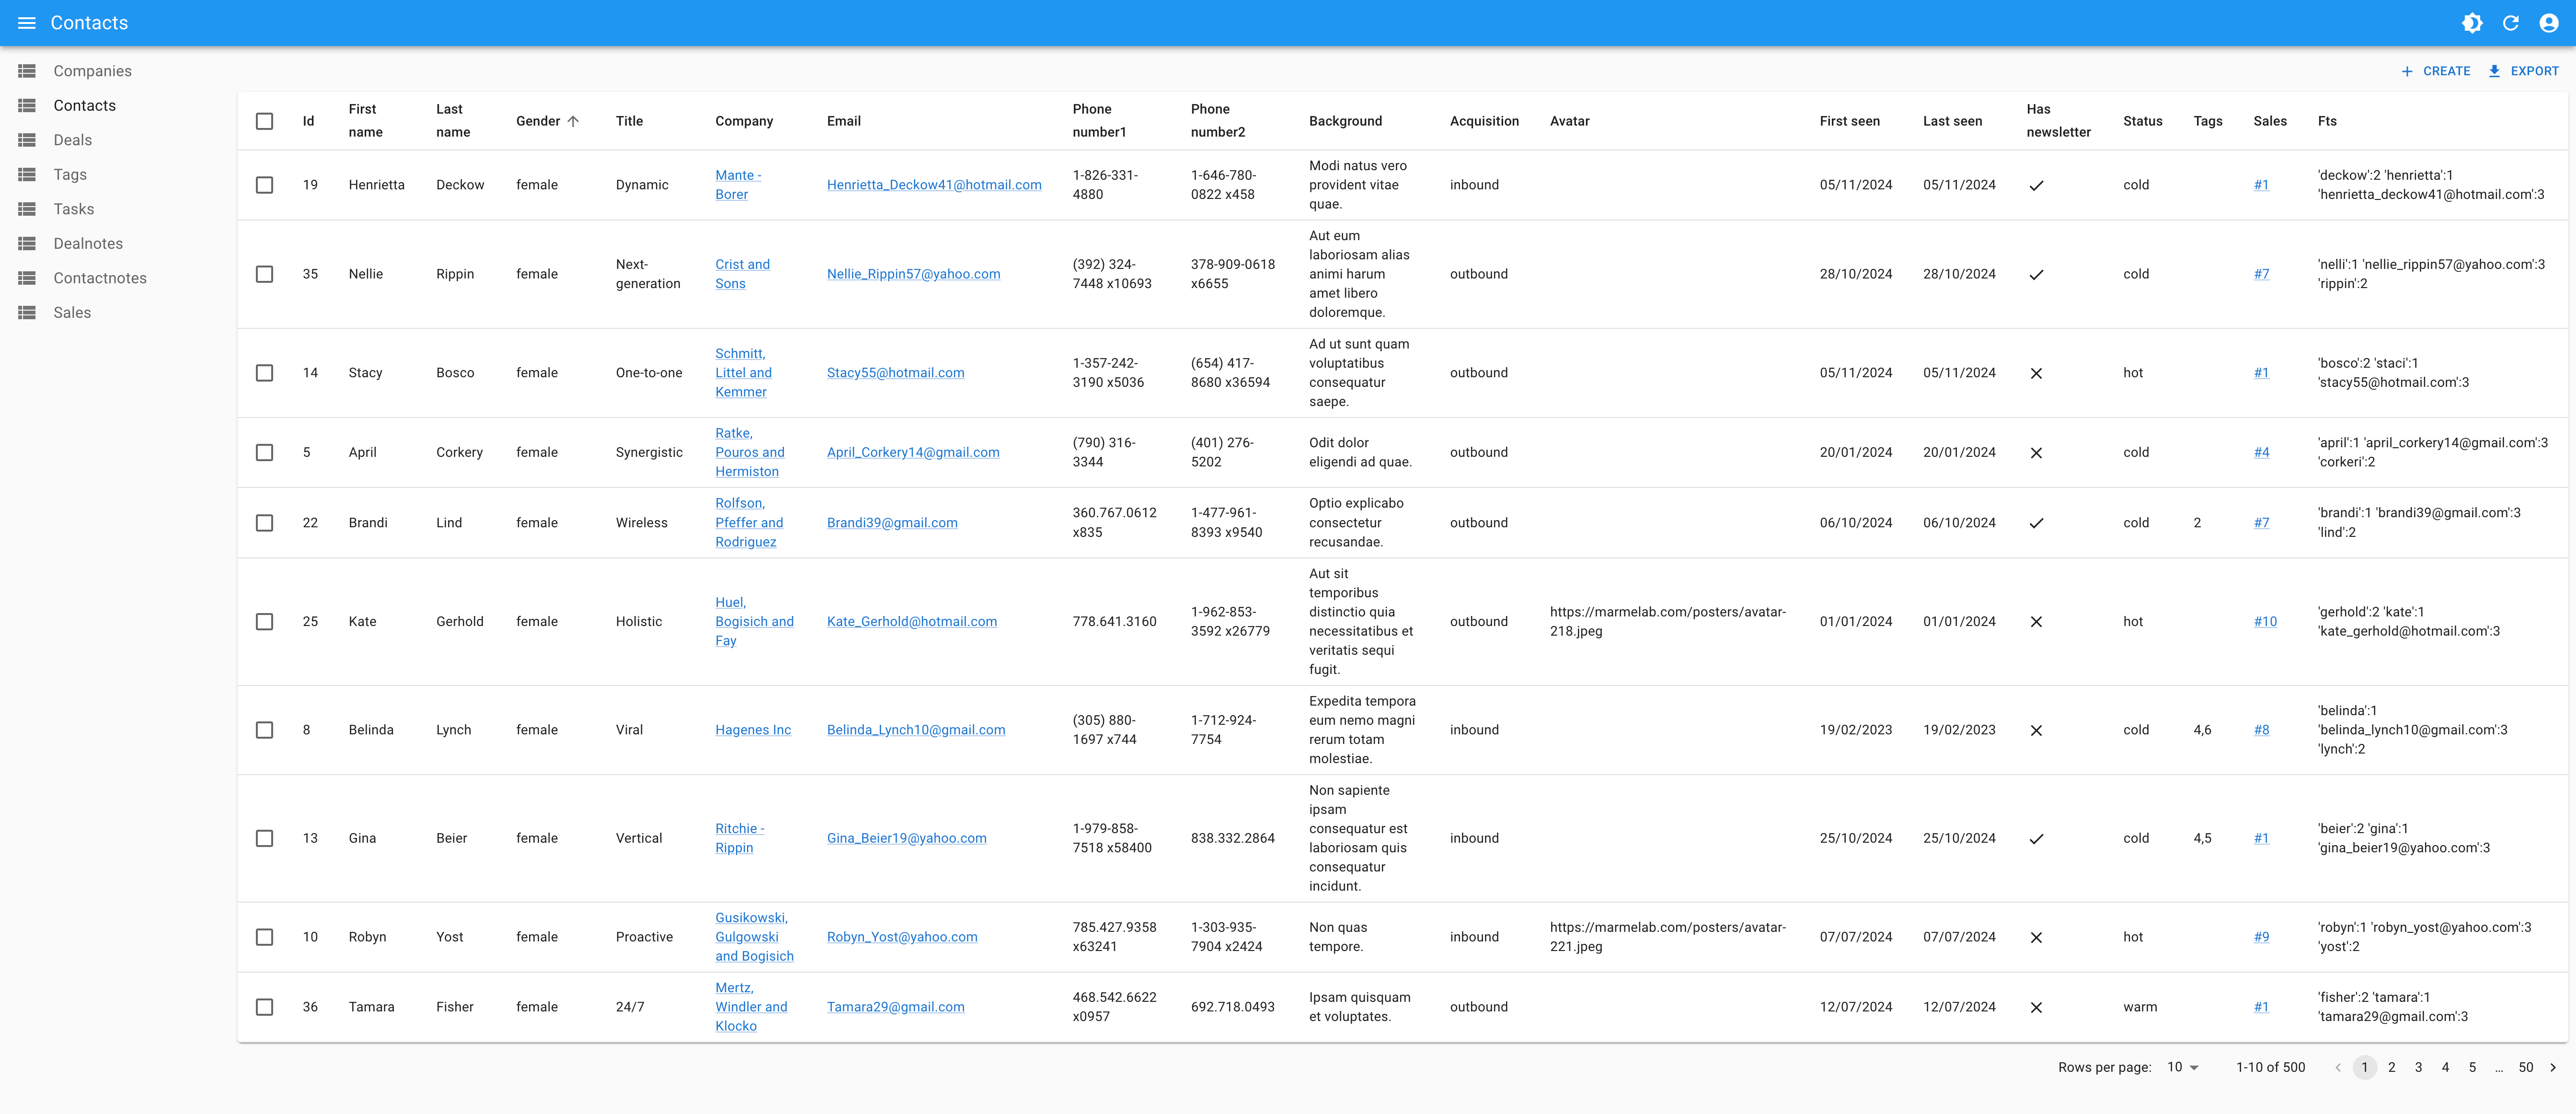 Contacts
Companies
Contacts
Deals
Tags
Tasks
Dealnotes
Contactnotes
Sales
CREATE
EXPORT
Id
First
name
Last
name
Gender
Title
Company
Email
Phone
number1
Phone
number2
Background
Acquisition
Avatar
First seen
Last seen
Has
newsletter
Status
Tags
Sales
Fts
19
Henrietta
Deckow
female
Dynamic
Mante -
Borer
Henrietta_Deckow41@hotmail.com
1-826-331-
4880
1-646-780-
0822 x458
Modi natus vero
provident vitae
quae.
inbound
05/11/2024
05/11/2024
cold
#1
'deckow':2 'henrietta':1
'henrietta_deckow41@hotmail.com':3
35
Nellie
Rippin
female
Next-
generation
Crist and
Sons
Nellie_Rippin57@yahoo.com
(392) 324-
7448 x10693
378-909-0618
x6655
Aut eum
laboriosam alias
animi harum
amet libero
doloremque.
outbound
28/10/2024
28/10/2024
cold
#7
'nelli':1 'nellie_rippin57@yahoo.com':3
'rippin':2
14
Stacy
Bosco
female
One-to-one
Schmitt,
Littel and
Kemmer
Stacy55@hotmail.com
1-357-242-
3190 x5036
(654) 417-
8680 x36594
Ad ut sunt quam
voluptatibus
consequatur
saepe.
outbound
05/11/2024
05/11/2024
hot
#1
'bosco':2 'staci':1
'stacy55@hotmail.com':3
5
April
Corkery
female
Synergistic
Ratke,
Pouros and
Hermiston
April_Corkery14@gmail.com
(790) 316-
3344
(401) 276-
5202
Odit dolor
eligendi ad quae.
outbound
20/01/2024
20/01/2024
cold
#4
'april':1 'april_corkery14@gmail.com':3
'corkeri':2
22
Brandi
Lind
female
Wireless
Rolfson,
Pfeffer and
Rodriguez
Brandi39@gmail.com
360.767.0612
x835
1-477-961-
8393 x9540
Optio explicabo
consectetur
recusandae.
outbound
06/10/2024
06/10/2024
cold
2
#7
'brandi':1 'brandi39@gmail.com':3
'lind':2
25
Kate
Gerhold
female
Holistic
Huel,
Bogisich and
Fay
Kate_Gerhold@hotmail.com
778.641.3160
1-962-853-
3592 x26779
Aut sit
temporibus
distinctio quia
necessitatibus et
veritatis sequi
fugit.
outbound
https://marmelab.com/posters/avatar-
218.jpeg
01/01/2024
01/01/2024
hot
#10
'gerhold':2 'kate':1
'kate_gerhold@hotmail.com':3
8
Belinda
Lynch
female
Viral
Hagenes Inc
Belinda_Lynch10@gmail.com
(305) 880-
1697 x744
1-712-924-
7754
Expedita tempora
eum nemo magni
rerum totam
molestiae.
inbound
19/02/2023
19/02/2023
cold
4,6
#8
'belinda':1
'belinda_lynch10@gmail.com':3
'lynch':2
13
Gina
Beier
female
Vertical
Ritchie -
Rippin
Gina_Beier19@yahoo.com
1-979-858-
7518 x58400
838.332.2864
Non sapiente
ipsam
consequatur est
laboriosam quis
consequatur
incidunt.
inbound
25/10/2024
25/10/2024
cold
4,5
#1
'beier':2 'gina':1
'gina_beier19@yahoo.com':3
10
Robyn
Yost
female
Proactive
Gusikowski,
Gulgowski
and Bogisich
Robyn_Yost@yahoo.com
785.427.9358
x63241
1-303-935-
7904 x2424
Non quas
tempore.
inbound
https://marmelab.com/posters/avatar-
221.jpeg
07/07/2024
07/07/2024
hot
#9
'robyn':1 'robyn_yost@yahoo.com':3
'yost':2
36
Tamara
Fisher
female
24/7
Mertz,
Windler and
Klocko
Tamara29@gmail.com
468.542.6622
x0957
692.718.0493
Ipsam quisquam
et voluptates.
outbound
12/07/2024
12/07/2024
warm
#1
'fisher':2 'tamara':1
'tamara29@gmail.com':3
Rows per page: 10
1-10 of 500
1 2 3 4 5 … 50